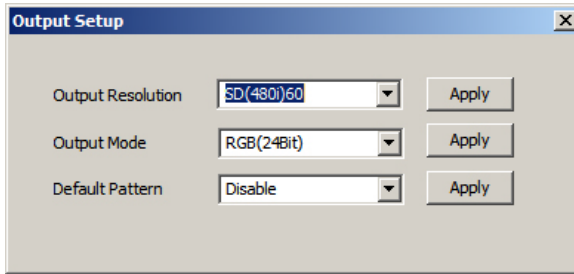 Output Setup
Output Resolution SD(480i)60 Apply
Output Mode RGB(24Bit) Apply
Default Pattern Disable Apply